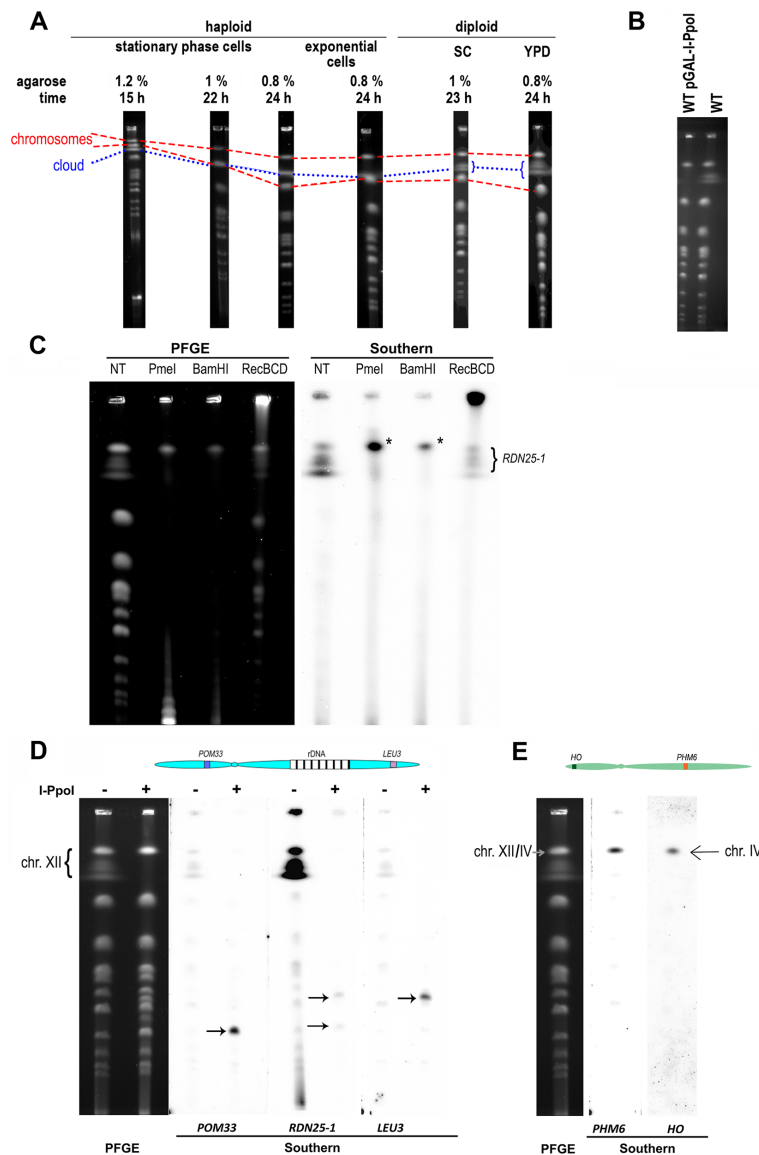 A
haploid
diploid
stationary phase cells
exponential
cells
SC
YPD
agarose 1.2 % 1 % 0.8 % 0.8 % 1 % 0.8%
time 15 h 22 h 24 h 24 h 23 h 24 h
chromosomes
cloud
B
WT pGAL-I-PpoI
WT
C
PFGE
Southern
NT PmeI BamHI RecBCD NT PmeI BamHI RecBCD
* *
RDN25-1
D
POM33
rDNA
LEU3
I-PpoI - + - + - + - +
chr. XII
POM33 RDN25-1 LEU3
PFGE
Southern
E
HO
PHM6
chr. XII/IV
chr. IV
PHM6 HO
PFGE Southern